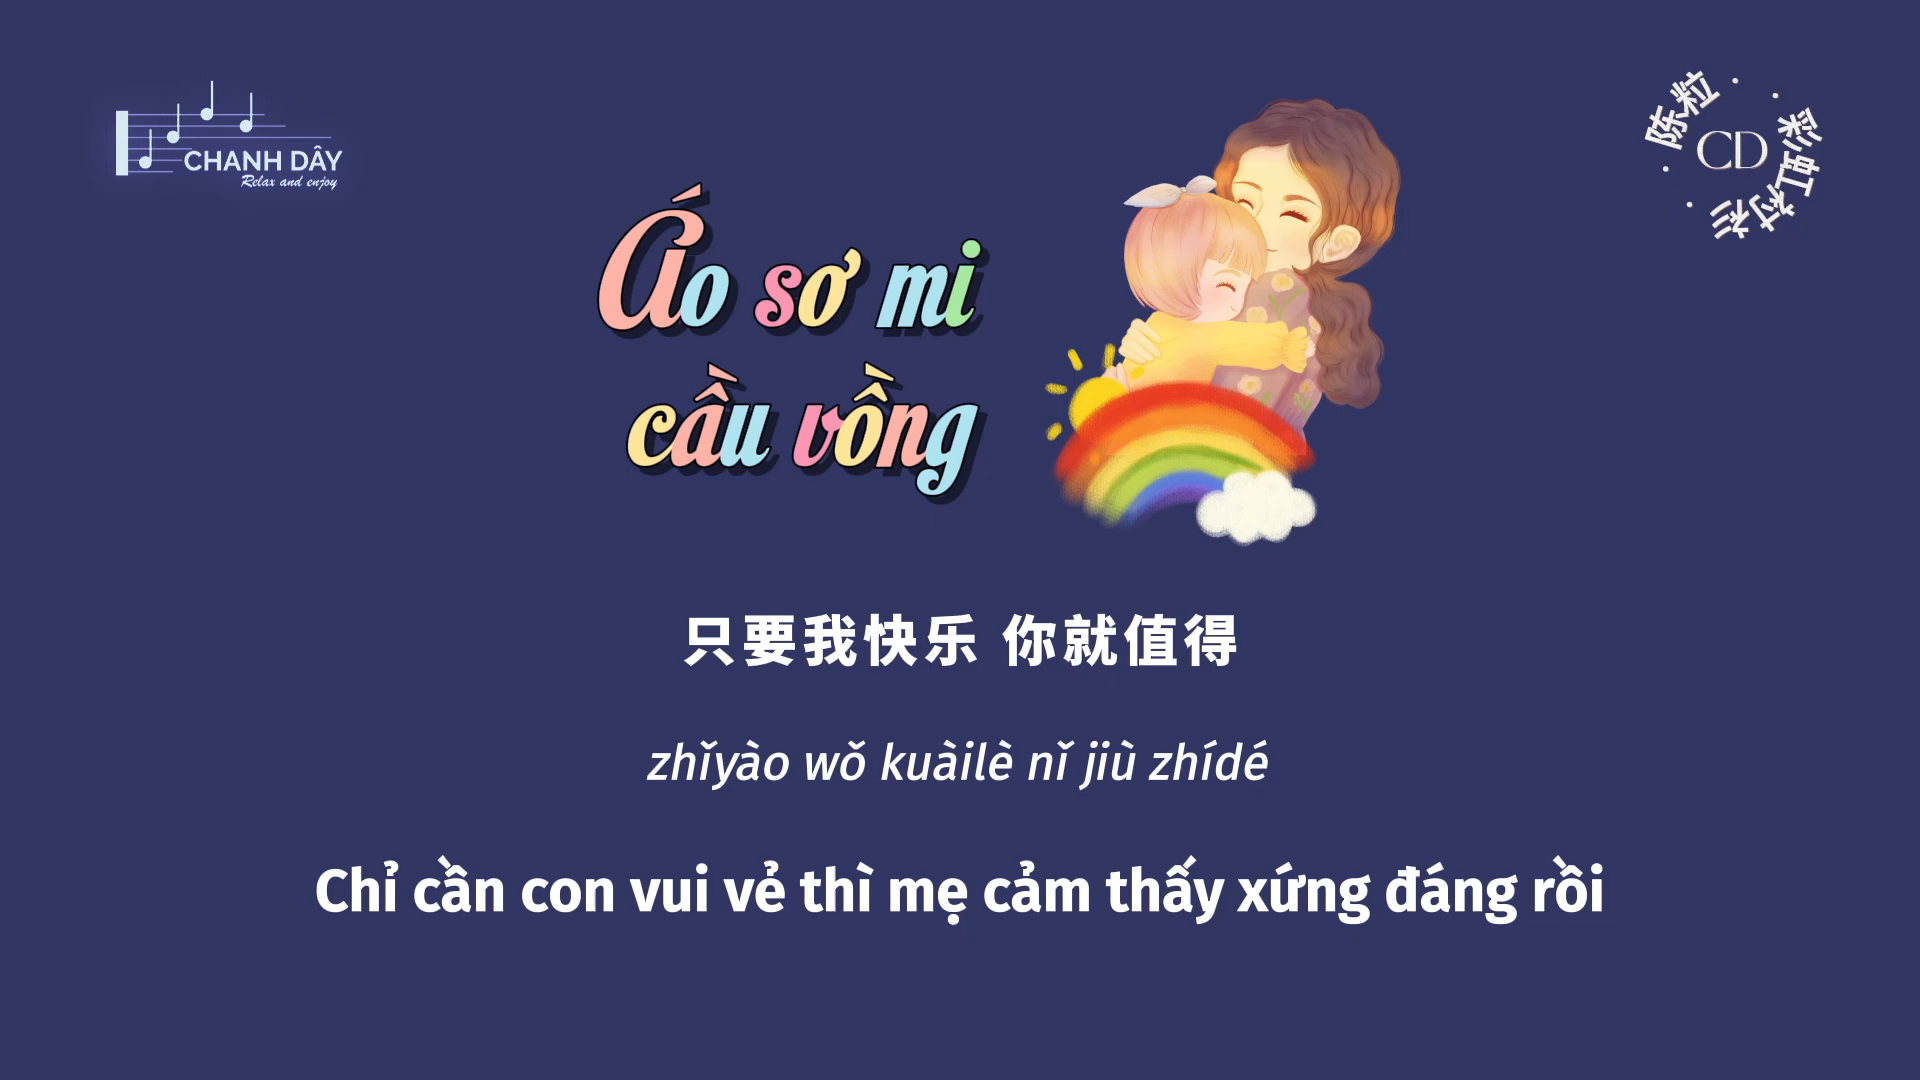 CHANH DÂY
Relax and enjoy
陈粒
CD
彩虹衬衫
Áo sơ mi
cầu vồng
只要我快乐 你就值得
zhǐyào wǒ kuàilè nǐ jiù zhídé
Chỉ cần con vui vẻ thì mẹ cảm thấy xứng đáng rồi